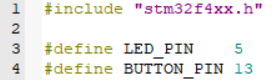 1 #include "stm32f4xx.h"
2
3 #define LED_PIN     5
4 #define BUTTON_PIN 13